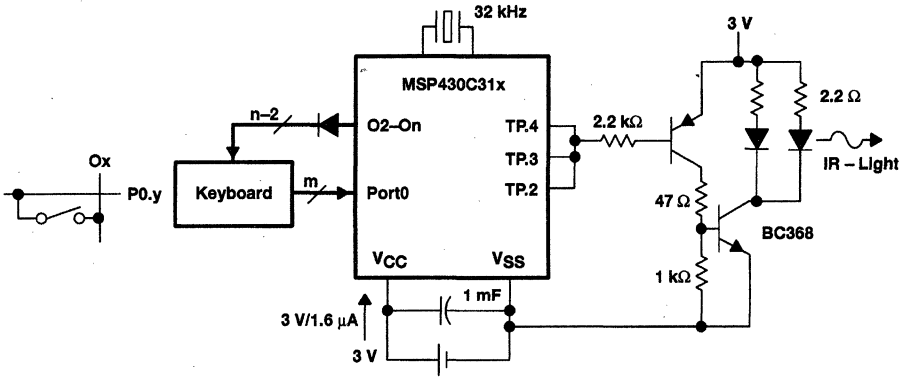 32 kHz
3 V
MSP430C31x
n–2
O2–On
TP.4
2.2 kΩ
2.2 Ω
Ox
TP.3
IR – Light
P0.y
Keyboard
m
Port0
TP.2
47 Ω
BC368
VCC
VSS
1 kΩ
1 mF
3 V/1.6 µA
3 V